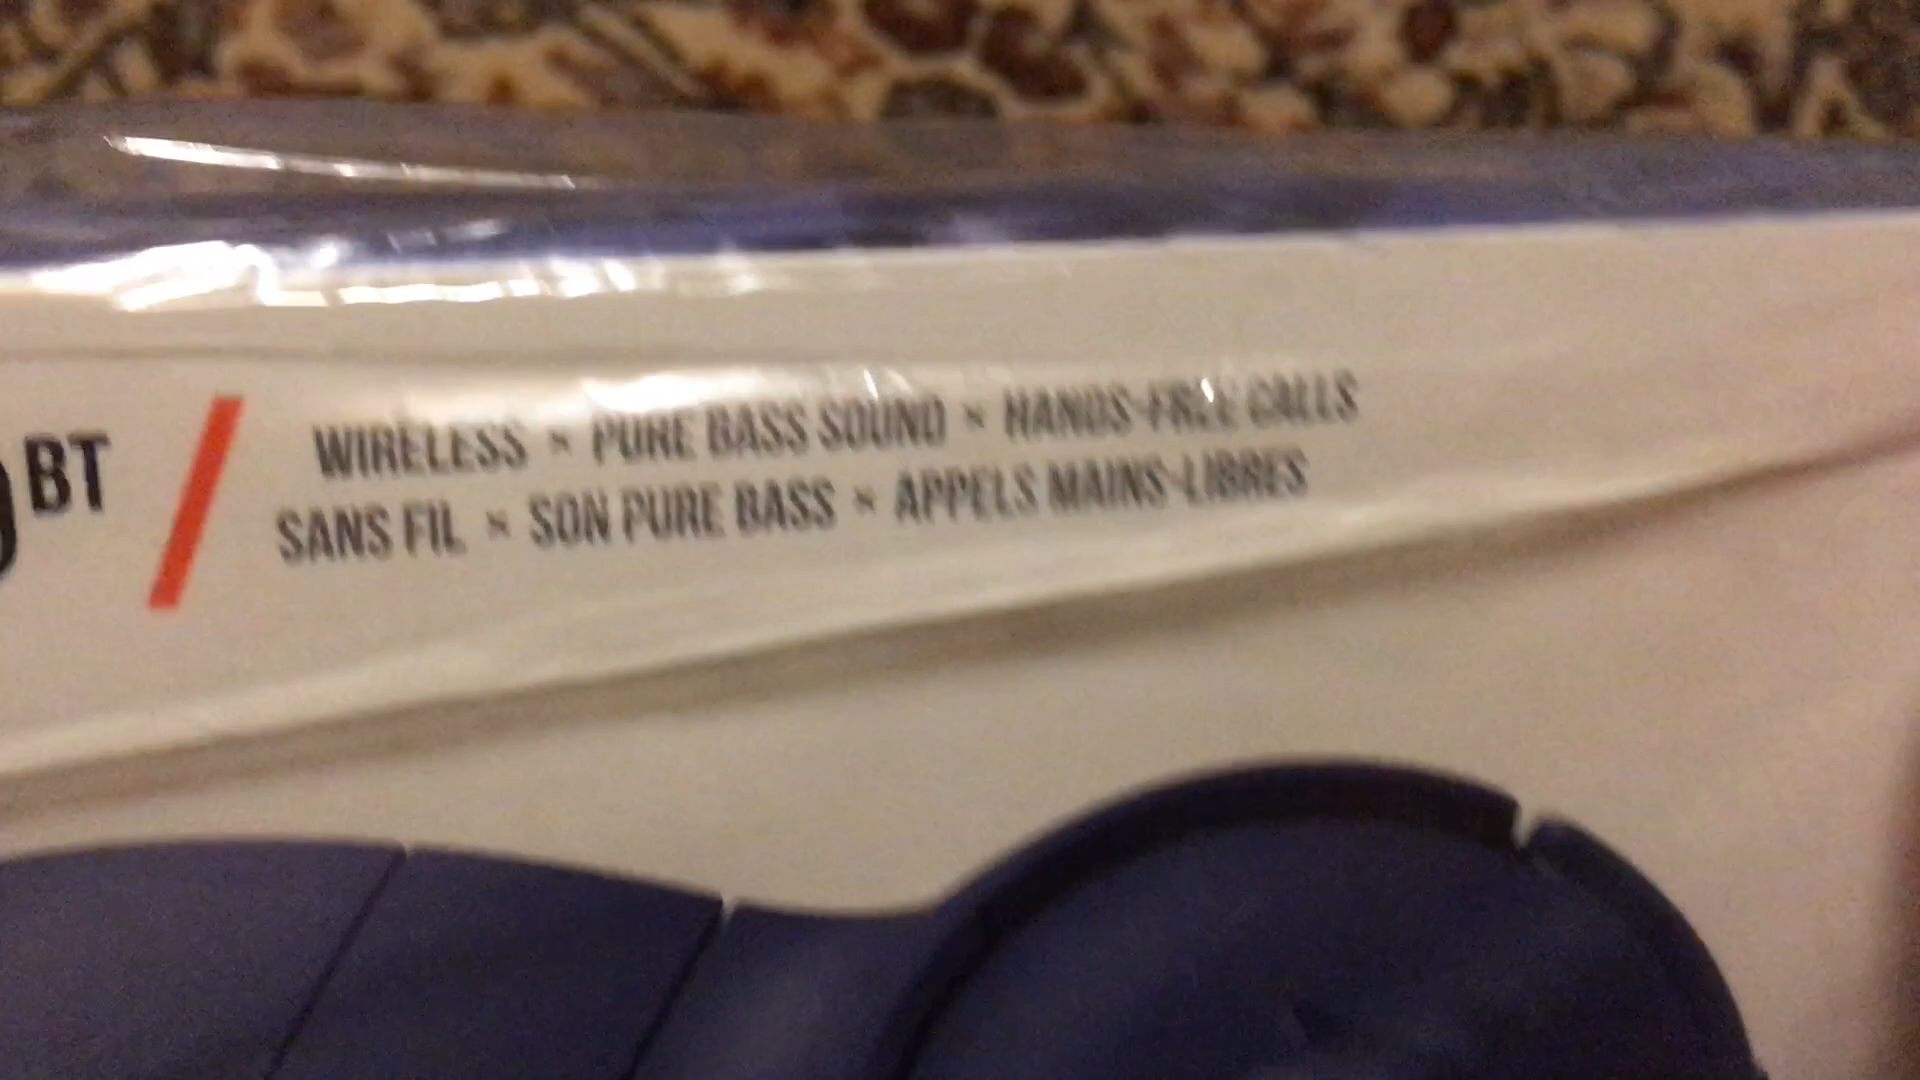 BT
WIRELESS × PURE BASS SOUND × HANDS-FREE CALLS
SANS FIL × SON PURE BASS × APPELS MAINS-LIBRES